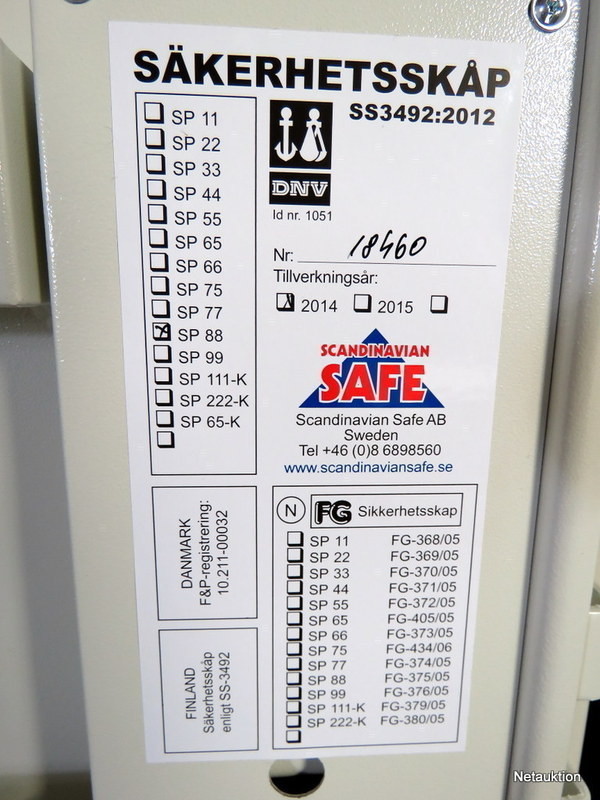 SÄKERHETSSKÅP
SS3492:2012
SP 11
SP 22
SP 33
SP 44
SP 55
SP 65
SP 66
SP 75
SP 77
SP 88
SP 99
SP 111-K
SP 222-K
SP 65-K
DNV
Id nr. 1051
Nr: 18460
Tillverkningsår:
2014 2015
SCANDINAVIAN
SAFE
Scandinavian Safe AB
Sweden
Tel +46 (0)8 6898560
www.scandinaviansafe.se
DANMARK
F&P-registrering:
10.211-00032
FINLAND
Säkerhetsskåp
enligt SS-3492
N FG Sikkerhetsskap
SP 11 FG-368/05
SP 22 FG-369/05
SP 33 FG-370/05
SP 44 FG-371/05
SP 55 FG-372/05
SP 65 FG-405/05
SP 66 FG-373/05
SP 75 FG-434/06
SP 77 FG-374/05
SP 88 FG-375/05
SP 99 FG-376/05
SP 111-K FG-379/05
SP 222-K FG-380/05
Netauktion